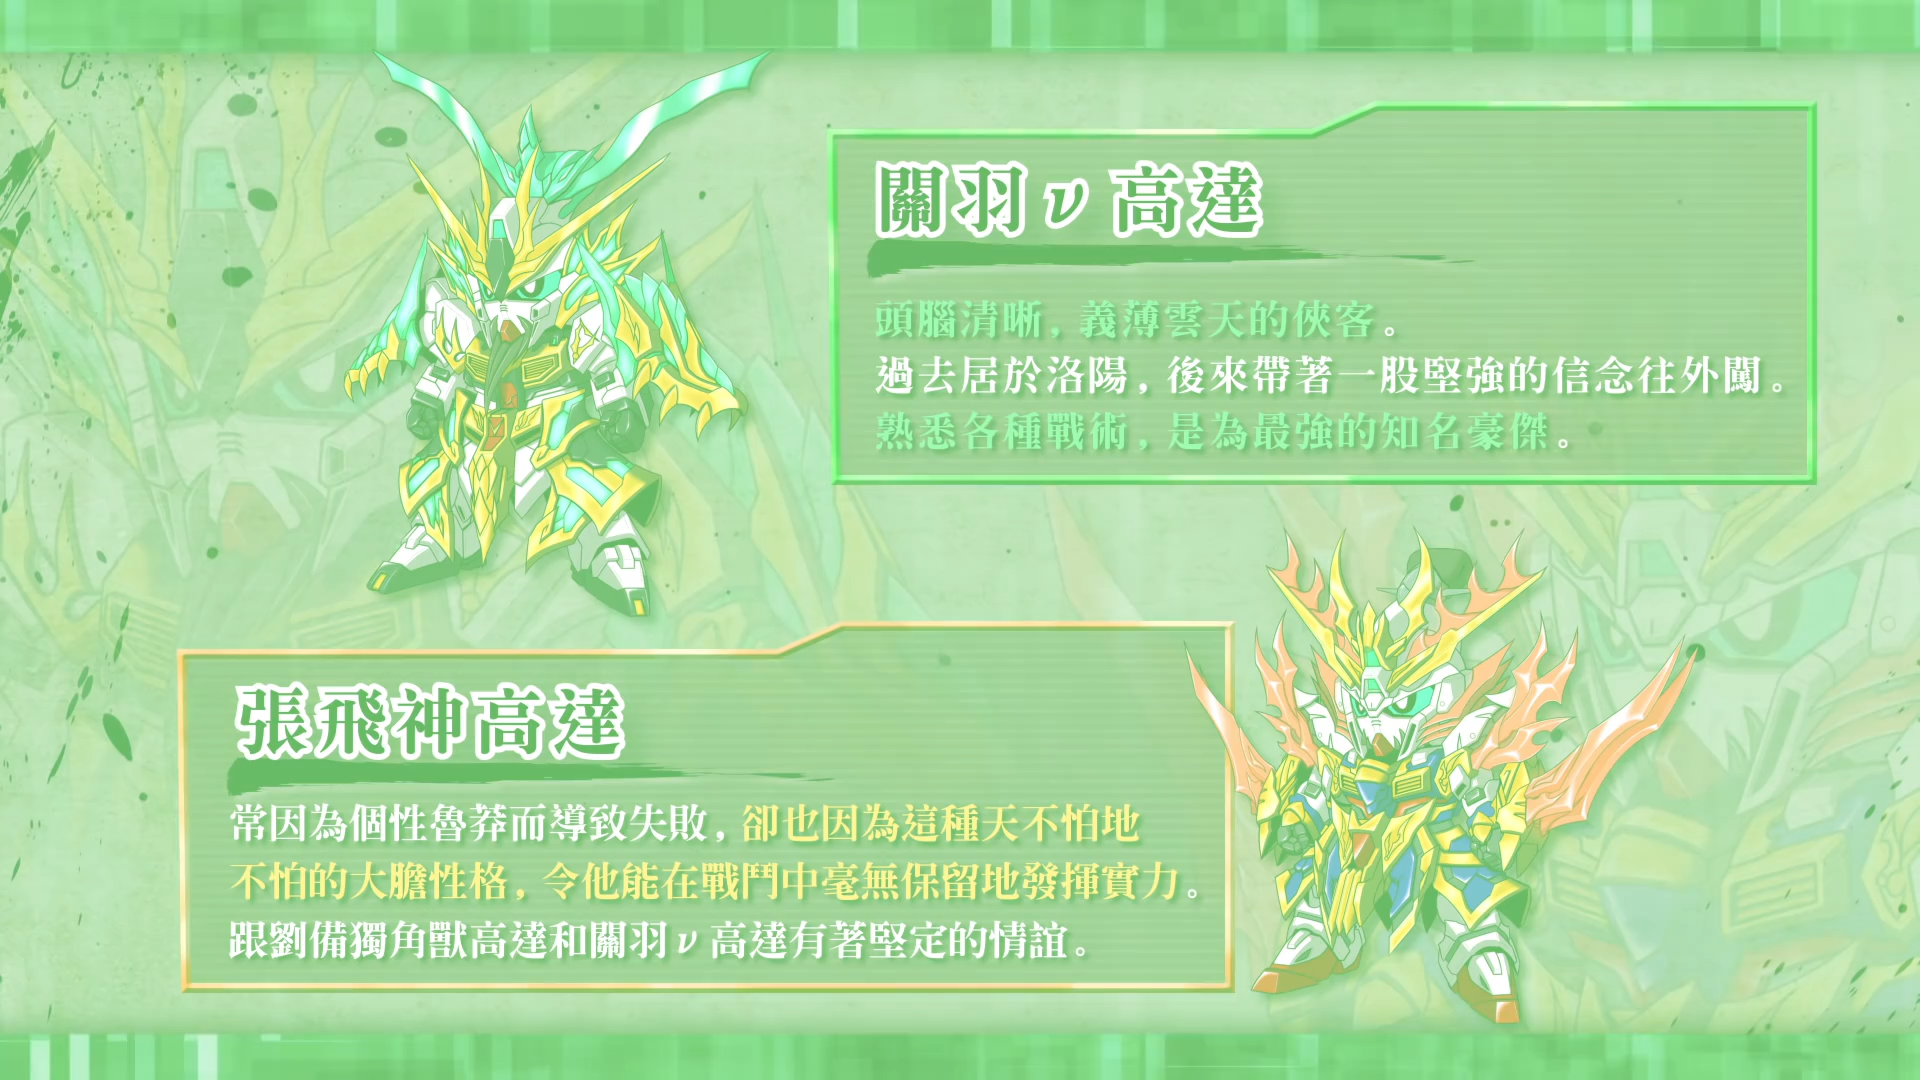 關羽ν高達
頭腦清晰，義薄雲天的俠客。
過去居於洛陽，後來帶著一股堅強的信念往外闖。
熟悉各種戰術，是為最強的知名豪傑。
張飛神高達
常因為個性魯莽而導致失敗，卻也因為這種天不怕地
不怕的大膽性格，令他能在戰鬥中毫無保留地發揮實力。
跟劉備獨角獸高達和關羽ν高達有著堅定的情誼。